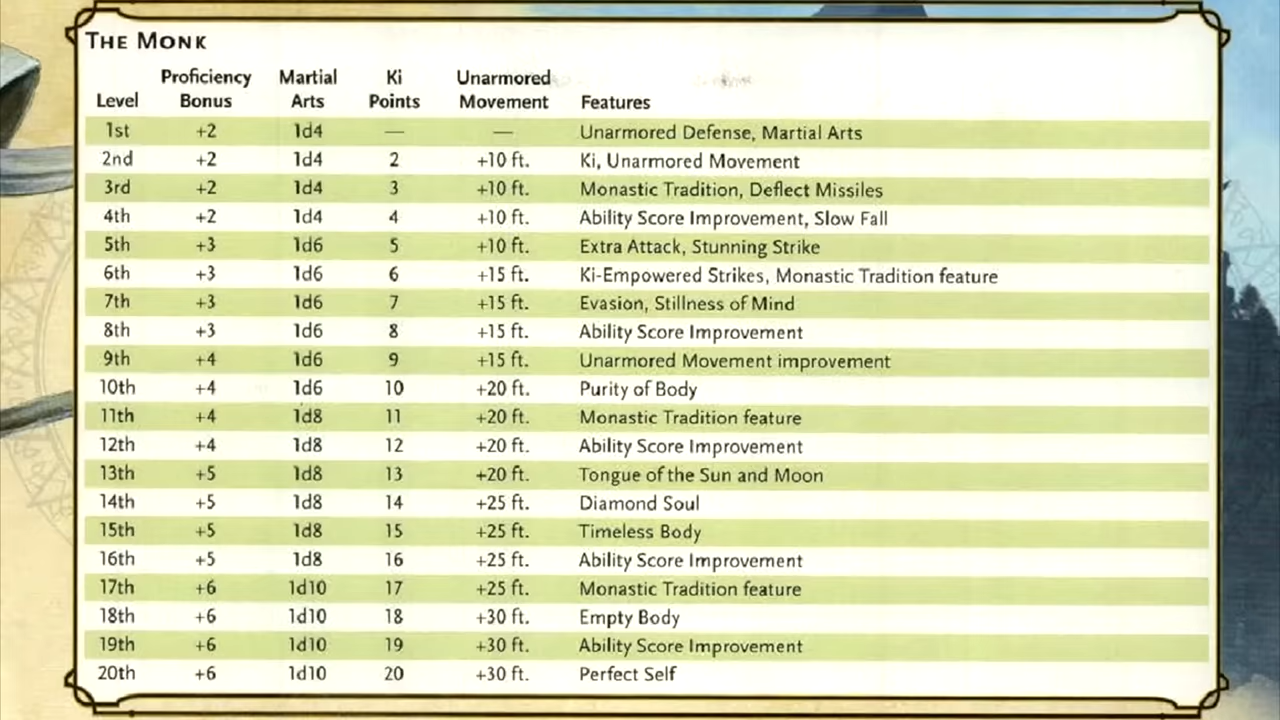 THE MONK
Proficiency Martial Ki Unarmored
Level Bonus Arts Points Movement Features
1st +2 1d4 — — Unarmored Defense, Martial Arts
2nd +2 1d4 2 +10 ft. Ki, Unarmored Movement
3rd +2 1d4 3 +10 ft. Monastic Tradition, Deflect Missiles
4th +2 1d4 4 +10 ft. Ability Score Improvement, Slow Fall
5th +3 1d6 5 +10 ft. Extra Attack, Stunning Strike
6th +3 1d6 6 +15 ft. Ki-Empowered Strikes, Monastic Tradition feature
7th +3 1d6 7 +15 ft. Evasion, Stillness of Mind
8th +3 1d6 8 +15 ft. Ability Score Improvement
9th +4 1d6 9 +15 ft. Unarmored Movement improvement
10th +4 1d6 10 +20 ft. Purity of Body
11th +4 1d8 11 +20 ft. Monastic Tradition feature
12th +4 1d8 12 +20 ft. Ability Score Improvement
13th +5 1d8 13 +20 ft. Tongue of the Sun and Moon
14th +5 1d8 14 +25 ft. Diamond Soul
15th +5 1d8 15 +25 ft. Timeless Body
16th +5 1d8 16 +25 ft. Ability Score Improvement
17th +6 1d10 17 +25 ft. Monastic Tradition feature
18th +6 1d10 18 +30 ft. Empty Body
19th +6 1d10 19 +30 ft. Ability Score Improvement
20th +6 1d10 20 +30 ft. Perfect Self